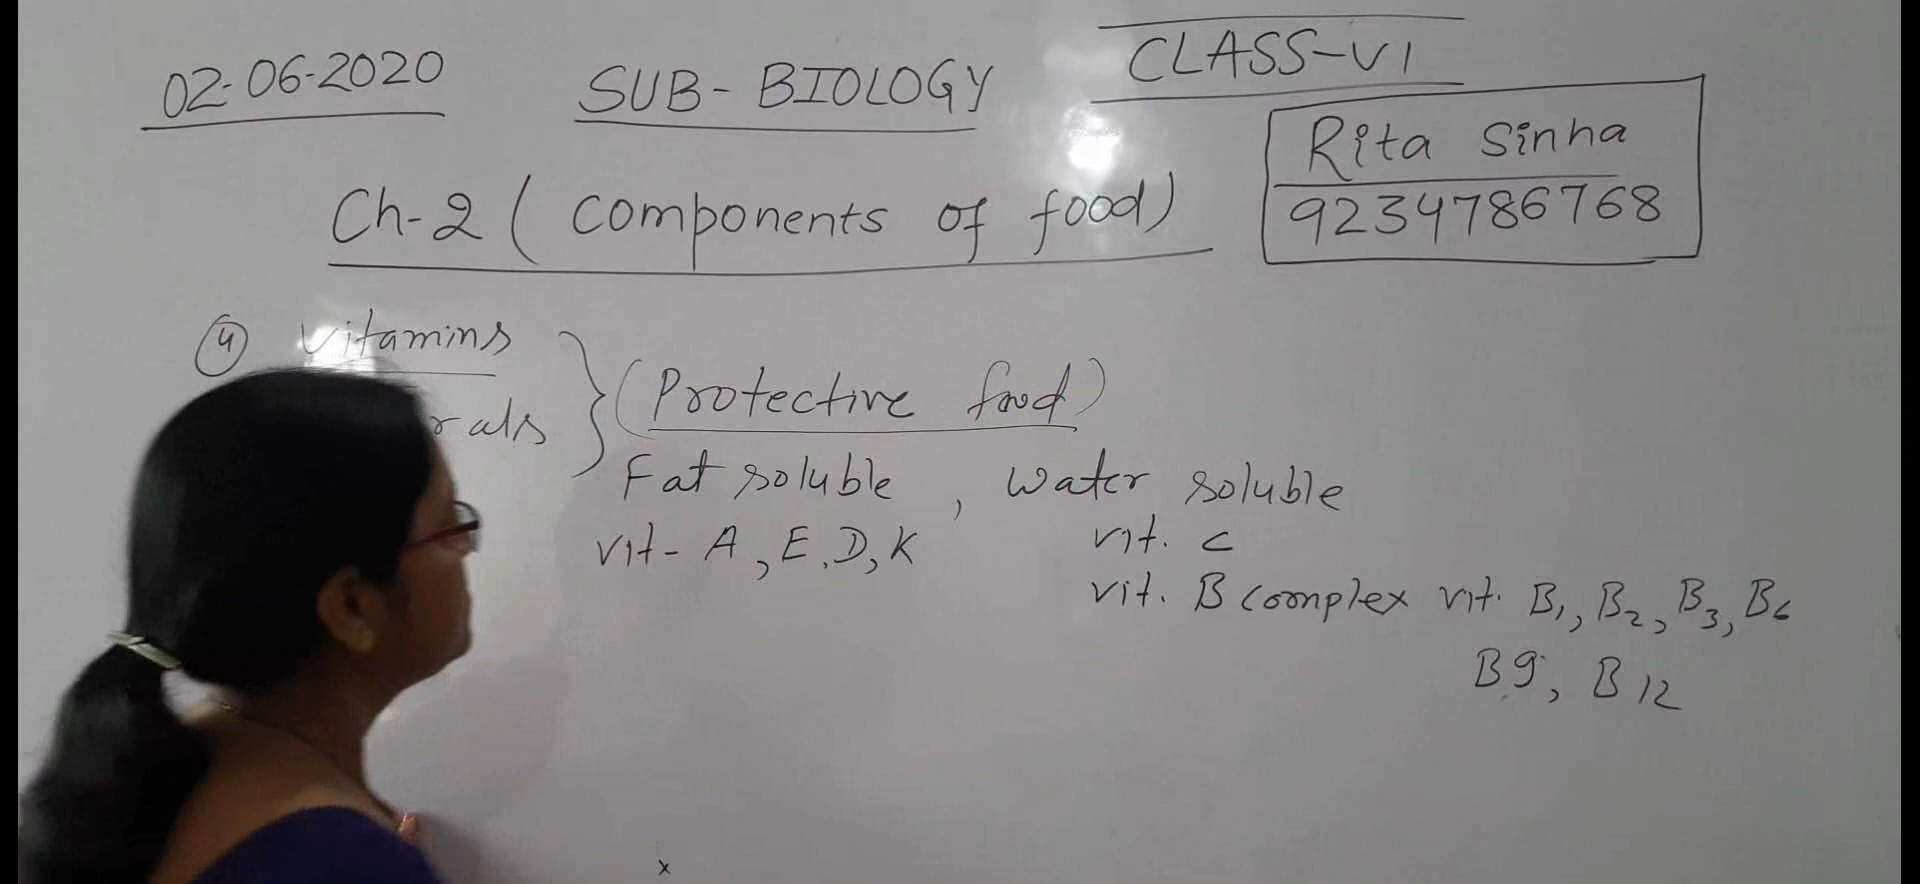 02-06-2020 SUB- BIOLOGY CLASS-VI
Rita Sinha
9234786768
Ch-2 ( components of food)
4 vitamins
(Protective food)
Fat soluble , water soluble
vit- A, E, D, K
vit. C
vit. B complex vit. B1, B2, B3, B6
B9, B12
x